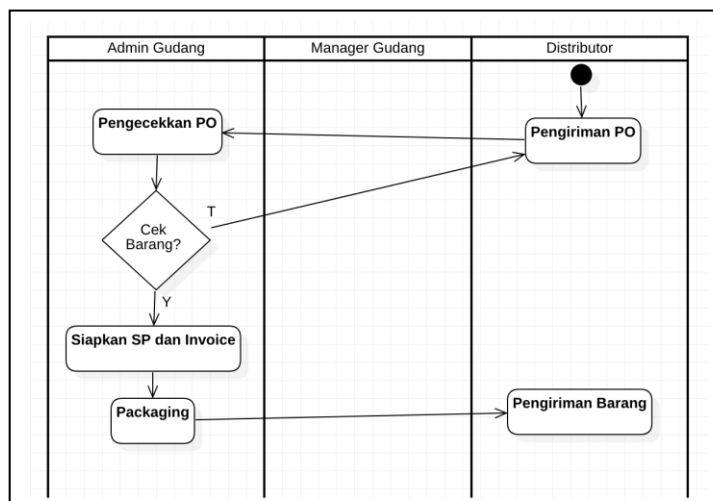 Admin Gudang
Manager Gudang
Distributor
Pengecekkan PO
Pengiriman PO
T
Cek
Barang?
Y
Siapkan SP dan Invoice
Packaging
Pengiriman Barang